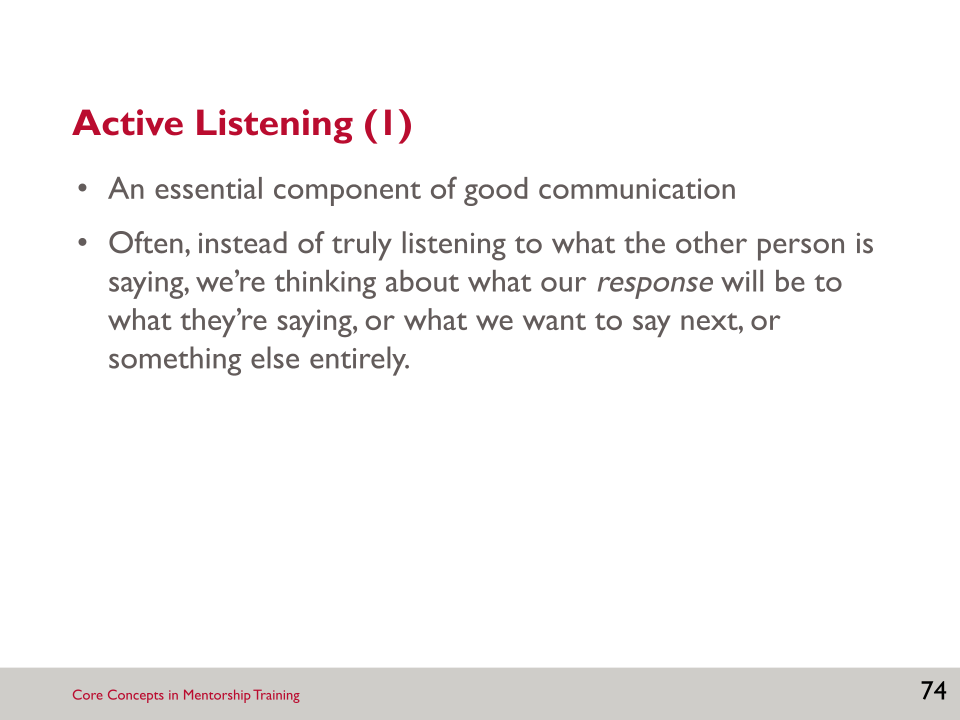 Active Listening (1)
• An essential component of good communication
• Often, instead of truly listening to what the other person is
saying, we’re thinking about what our response will be to
what they’re saying, or what we want to say next, or
something else entirely.
Core Concepts in Mentorship Training
74